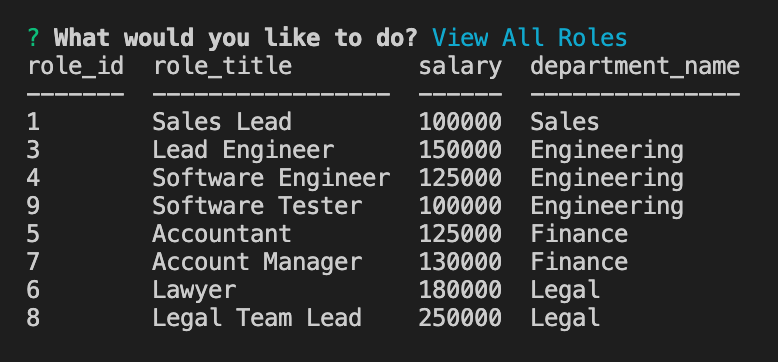 ? What would you like to do? View All Roles
role_id  role_title         salary  department_name
-------  -----------------  ------  ---------------
1        Sales Lead         100000  Sales
3        Lead Engineer      150000  Engineering
4        Software Engineer  125000  Engineering
9        Software Tester    100000  Engineering
5        Accountant         125000  Finance
7        Account Manager    130000  Finance
6        Lawyer             180000  Legal
8        Legal Team Lead    250000  Legal